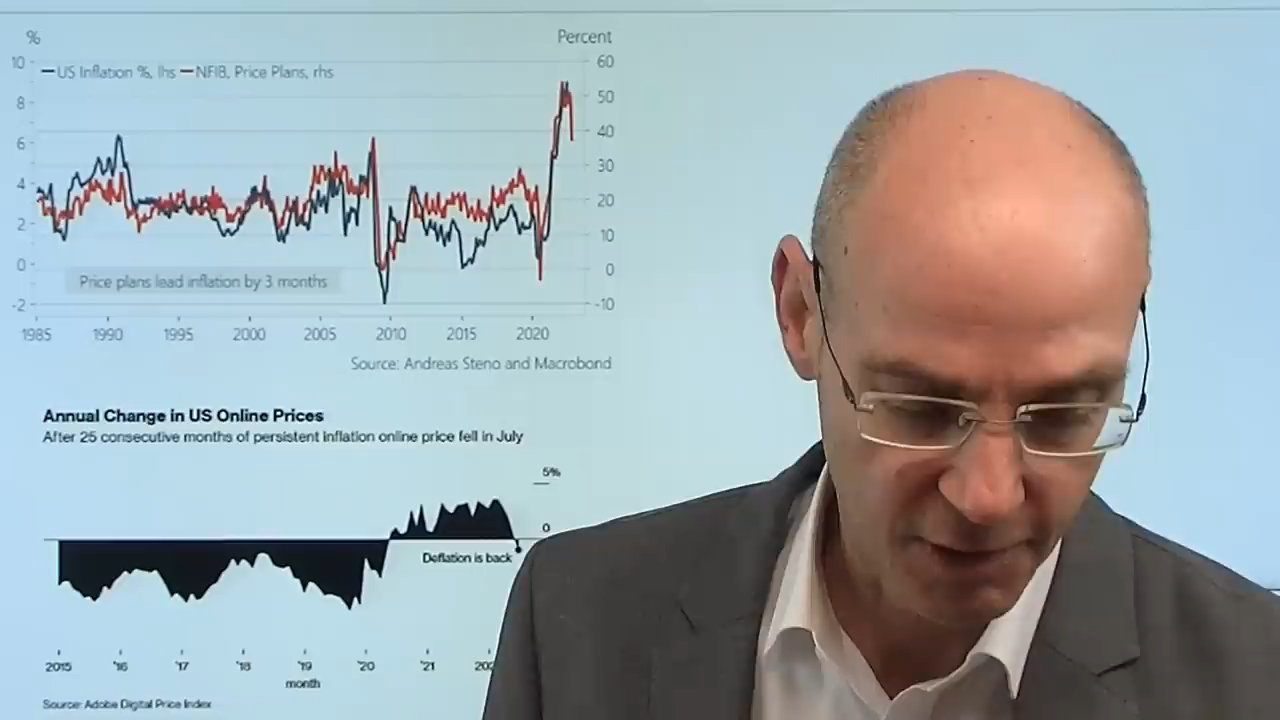 % Percent
10 60
US Inflation %, lhs NFIB, Price Plans, rhs
8 50
6 40
30
4 20
2 10
0 0
Price plans lead inflation by 3 months
-2 -10
1985 1990 1995 2000 2005 2010 2015 2020
Source: Andreas Steno and Macrobond
Annual Change in US Online Prices
After 25 consecutive months of persistent inflation online price fell in July
5%
0
Deflation is back
2015 '16 '17 '18 '19 '20 '21
month
Source: Adobe Digital Price Index